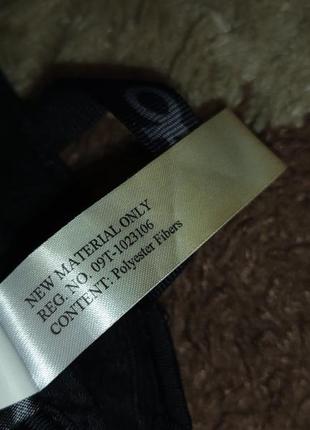 NEW MATERIAL ONLY
REG. NO. 09T-1023106
CONTENT: Polyester Fibers